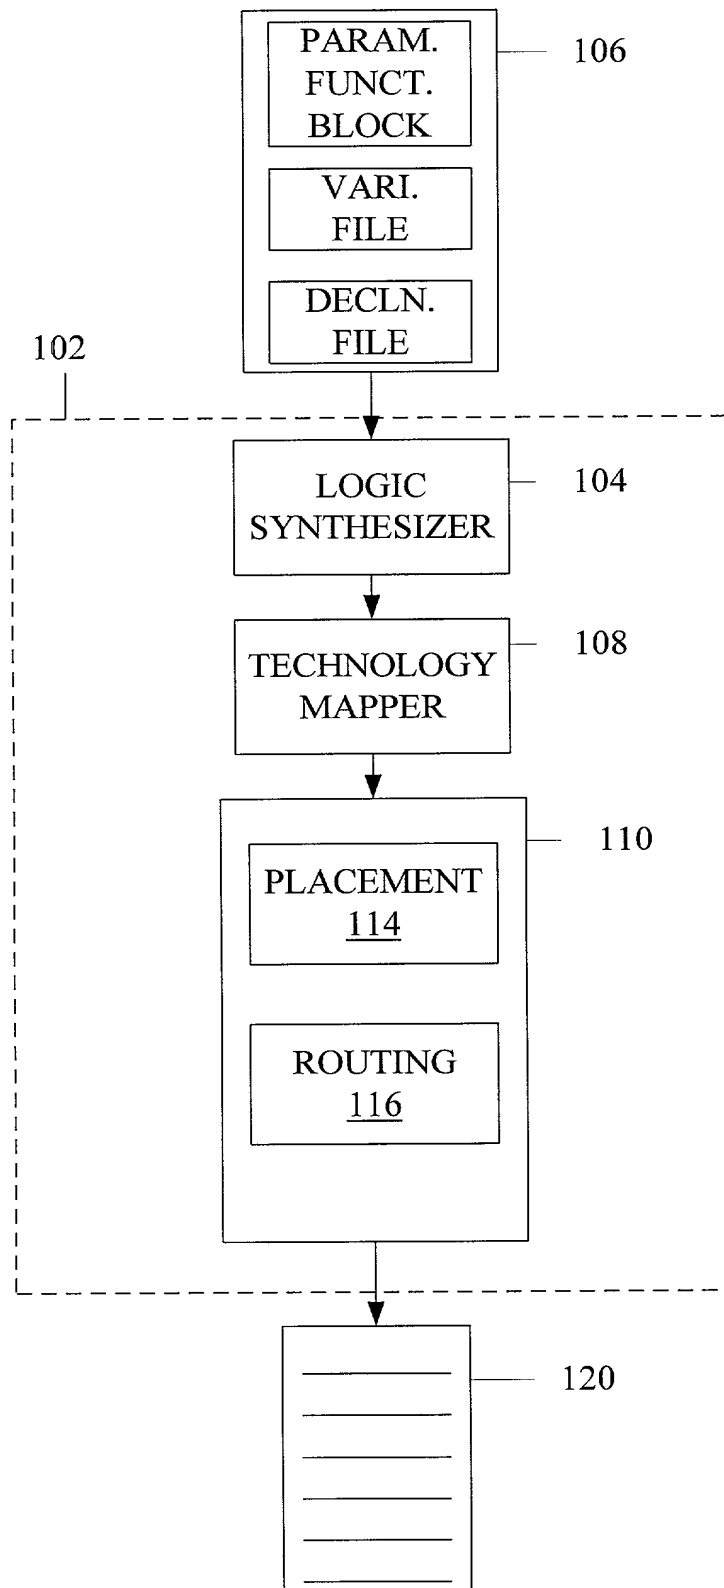 PARAM.
FUNCT.
BLOCK
106
VARI.
FILE
DECLN.
FILE
102
LOGIC
SYNTHESIZER
104
TECHNOLOGY
MAPPER
108
110
PLACEMENT
114
ROUTING
116
120